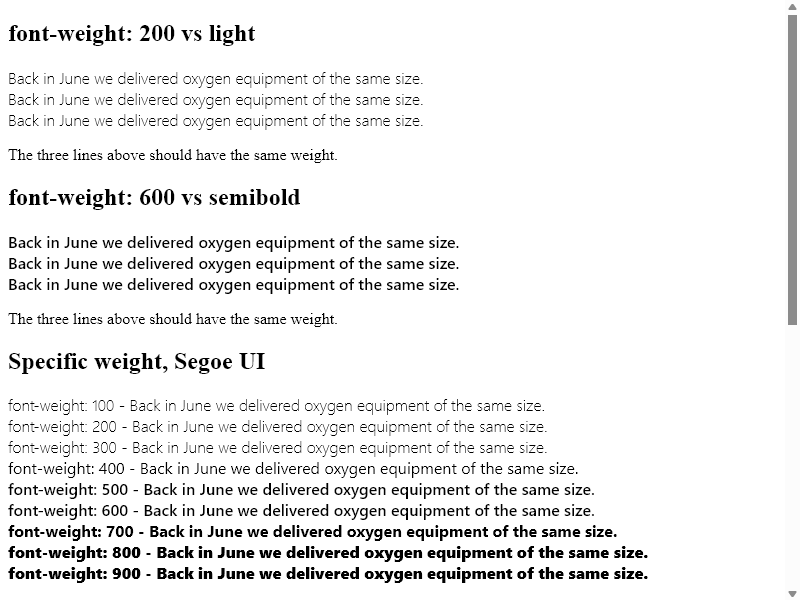 font-weight: 200 vs light
Back in June we delivered oxygen equipment of the same size.
Back in June we delivered oxygen equipment of the same size.
Back in June we delivered oxygen equipment of the same size.
The three lines above should have the same weight.
font-weight: 600 vs semibold
Back in June we delivered oxygen equipment of the same size.
Back in June we delivered oxygen equipment of the same size.
Back in June we delivered oxygen equipment of the same size.
The three lines above should have the same weight.
Specific weight, Segoe UI
font-weight: 100 - Back in June we delivered oxygen equipment of the same size.
font-weight: 200 - Back in June we delivered oxygen equipment of the same size.
font-weight: 300 - Back in June we delivered oxygen equipment of the same size.
font-weight: 400 - Back in June we delivered oxygen equipment of the same size.
font-weight: 500 - Back in June we delivered oxygen equipment of the same size.
font-weight: 600 - Back in June we delivered oxygen equipment of the same size.
font-weight: 700 - Back in June we delivered oxygen equipment of the same size.
font-weight: 800 - Back in June we delivered oxygen equipment of the same size.
font-weight: 900 - Back in June we delivered oxygen equipment of the same size.